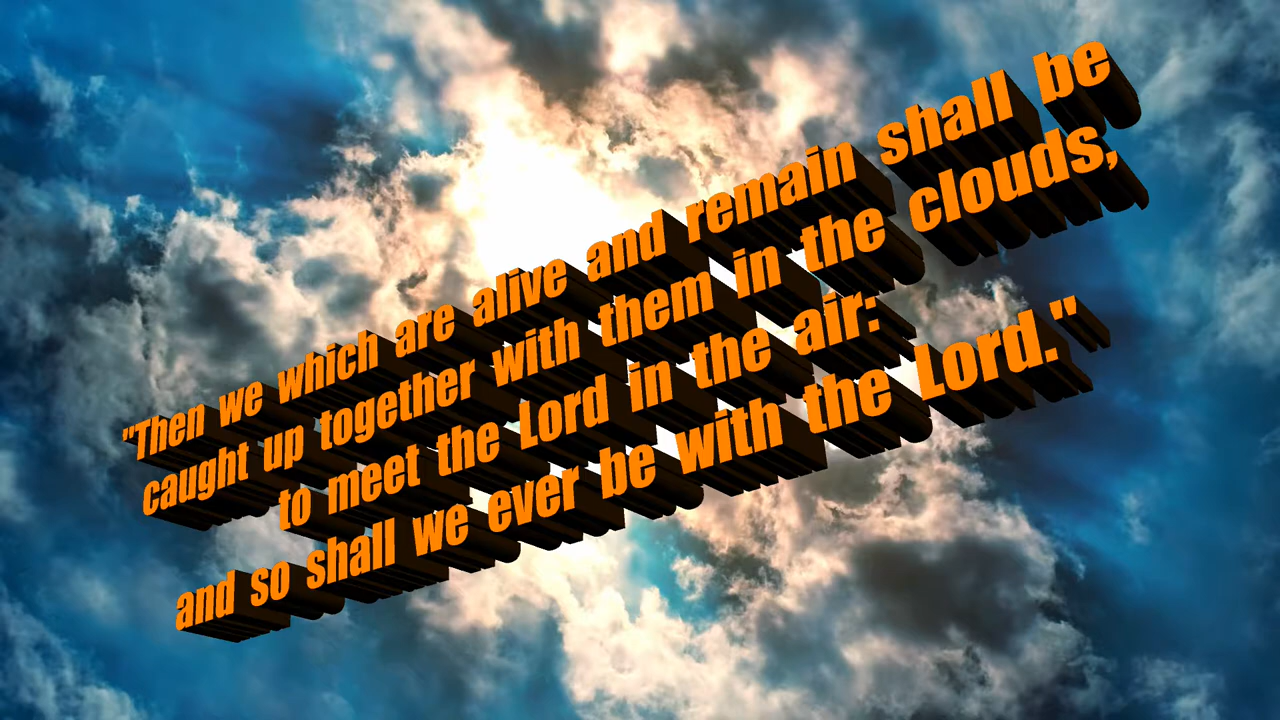 "Then we which are alive and remain shall be
caught up together with them in the clouds,
to meet the Lord in the air:
and so shall we ever be with the Lord."